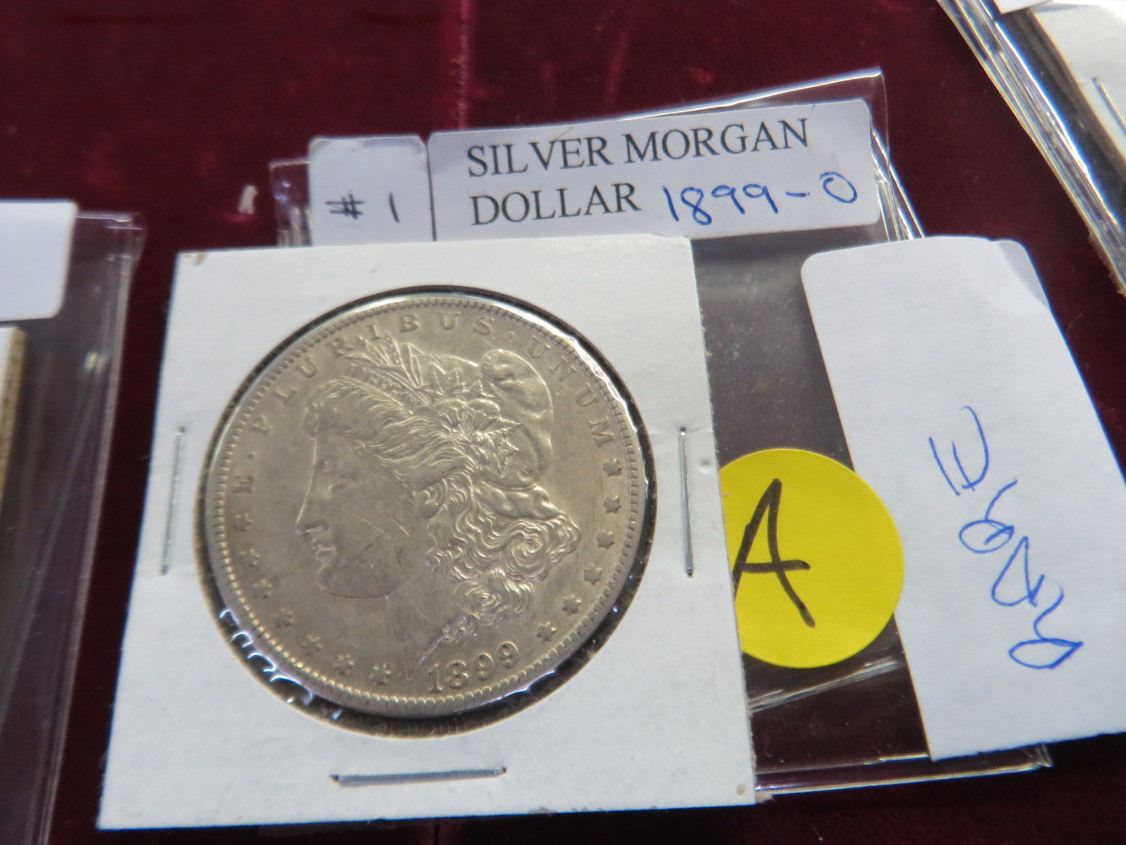 # 1
SILVER MORGAN
DOLLAR 1899-O
E · PLURIBUS · UNUM
1899
A